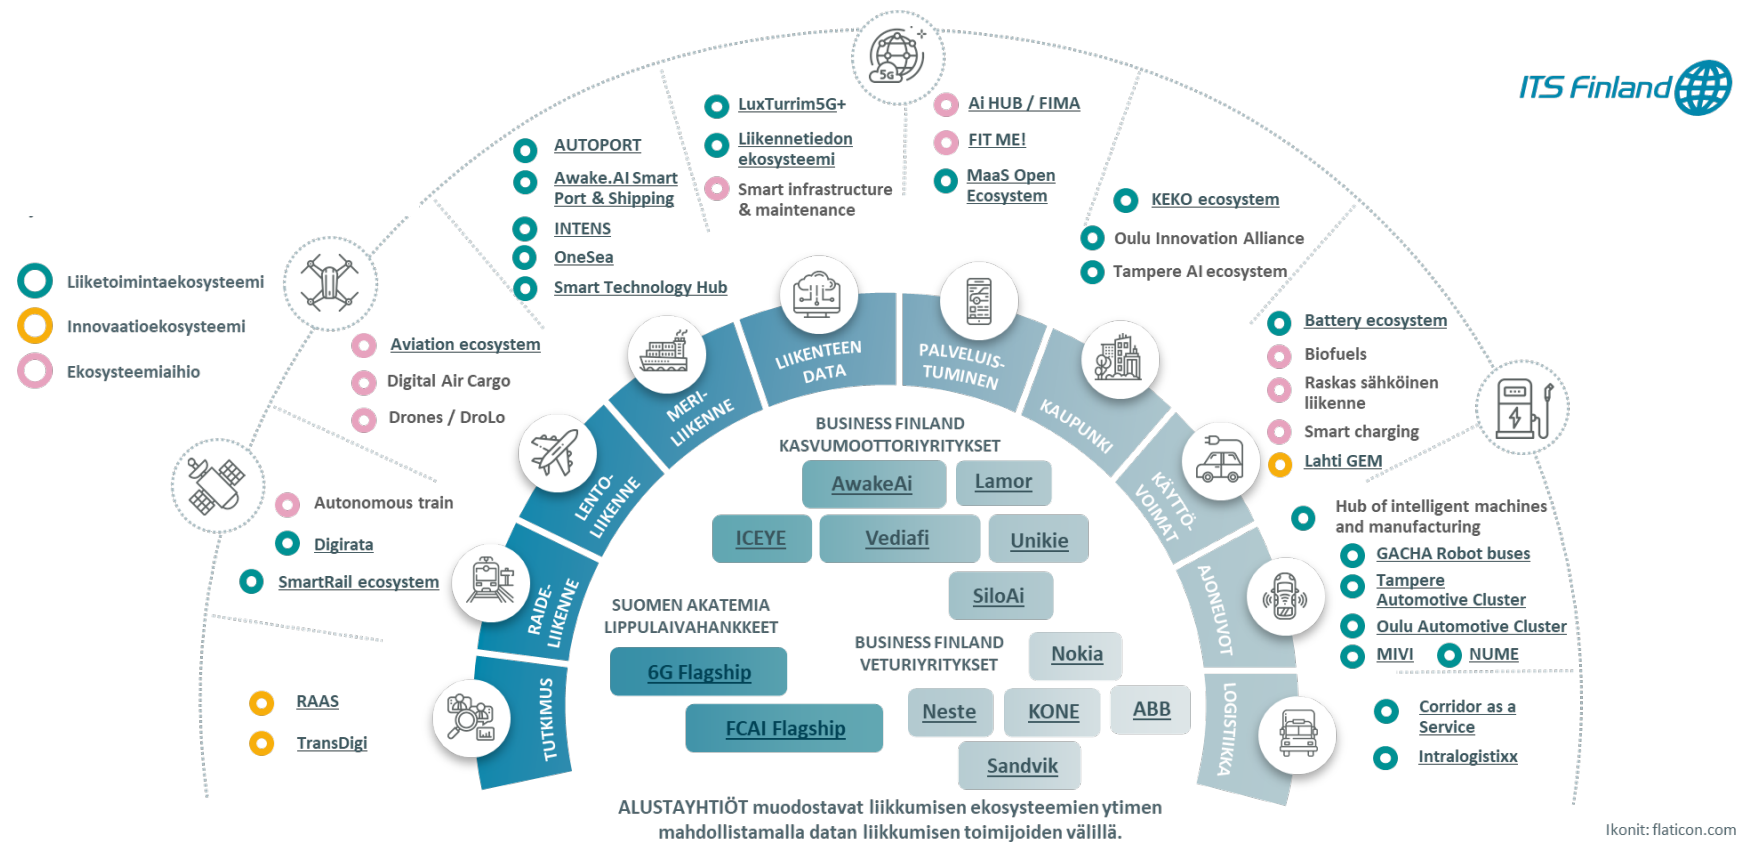 ITS Finland
Liiketoimintaekosysteemi
Innovaatioekosysteemi
Ekosysteemiaihio
RAAS
TransDigi
Autonomous train
Digirata
SmartRail ecosystem
Aviation ecosystem
Digital Air Cargo
Drones / DroLo
AUTOPORT
Awake.AI Smart
Port & Shipping
INTENS
OneSea
Smart Technology Hub
LuxTurrim5G+
Liikennetiedon
ekosysteemi
Smart infrastructure
& maintenance
5G
Ai HUB / FIMA
FIT ME!
MaaS Open
Ecosystem
KEKO ecosystem
Oulu Innovation Alliance
Tampere AI ecosystem
Battery ecosystem
Biofuels
Raskas sähköinen
liikenne
Smart charging
Lahti GEM
Hub of intelligent machines
and manufacturing
GACHA Robot buses
Tampere
Automotive Cluster
Oulu Automotive Cluster
MIVI
NUME
Corridor as a
Service
Intralogistixx
TUTKIMUS
RAIDE-
LIIKENNE
LENTO-
LIIKENNE
MERI-
LIIKENNE
LIIKENTEEN
DATA
PALVELUIS-
TUMINEN
KAUPUNKI
KÄYTTÖ-
VOIMAT
AJONEUVOT
LOGISTIIKKA
BUSINESS FINLAND
KASVUMOOTTORIYRITYKSET
AwakeAi
Lamor
ICEYE
Vediafi
Unikie
SiloAi
SUOMEN AKATEMIA
LIPPULAIVAHANKKEET
6G Flagship
FCAI Flagship
BUSINESS FINLAND
VETURIYRITYKSET
Nokia
Neste
KONE
ABB
Sandvik
ALUSTAYHTIÖT muodostavat liikkumisen ekosysteemien ytimen
mahdollistamalla datan liikkumisen toimijoiden välillä.
Ikonit: flaticon.com